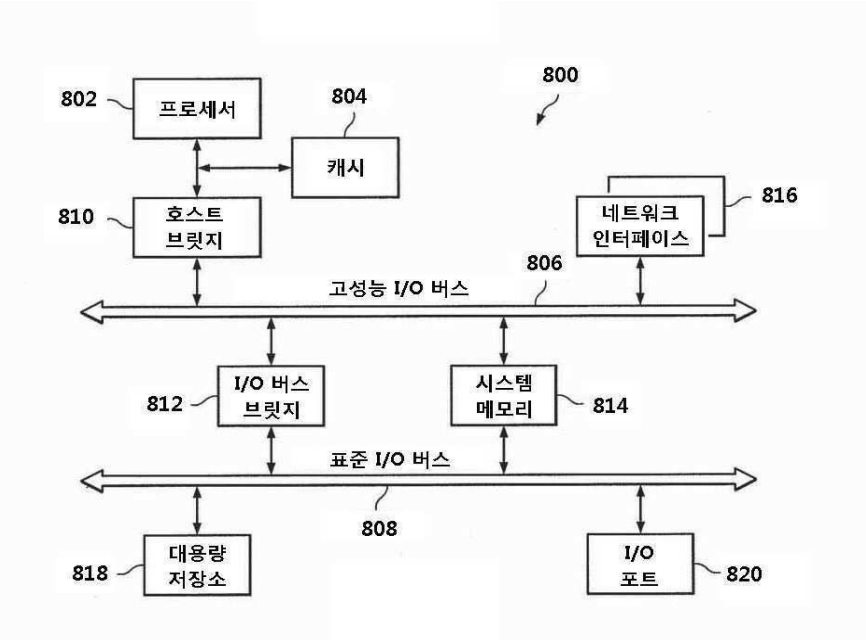 800
802
프로세서
804
캐시
810
호스트
브릿지
네트워크
인터페이스
816
고성능 I/O 버스
806
812
I/O 버스
브릿지
시스템
메모리
814
표준 I/O 버스
808
818
대용량
저장소
I/O
포트
820